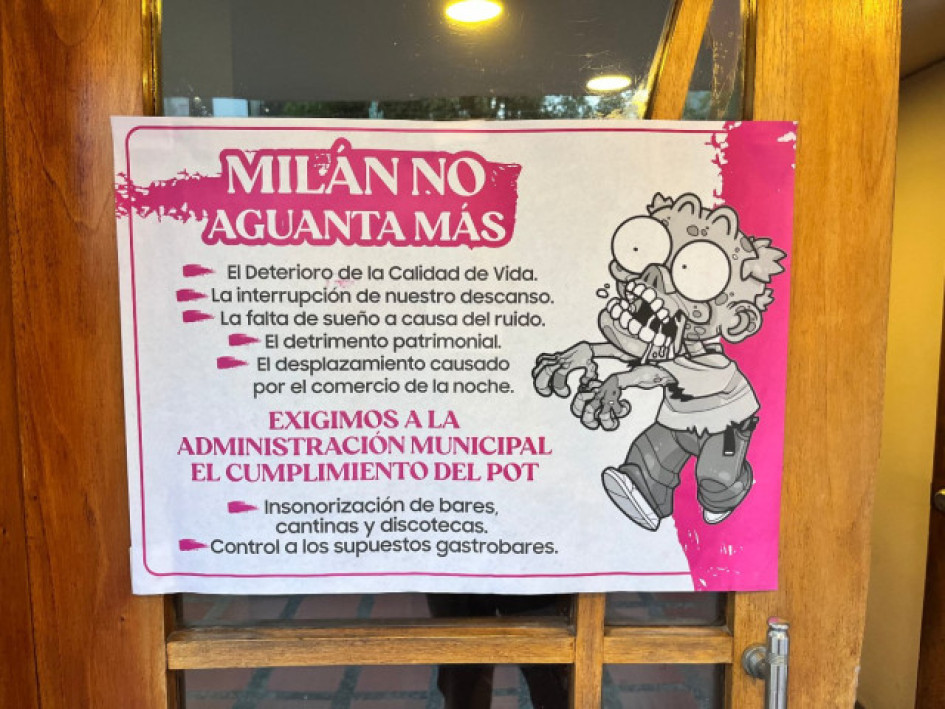 MILÁN NO
AGUANTA MÁS
El Deterioro de la Calidad de Vida.
La interrupción de nuestro descanso.
La falta de sueño a causa del ruido.
El detrimento patrimonial.
El desplazamiento causado
por el comercio de la noche.
EXIGIMOS A LA
ADMINISTRACIÓN MUNICIPAL
EL CUMPLIMIENTO DEL POT
Insonorización de bares,
cantinas y discotecas.
Control a los supuestos gastrobares.